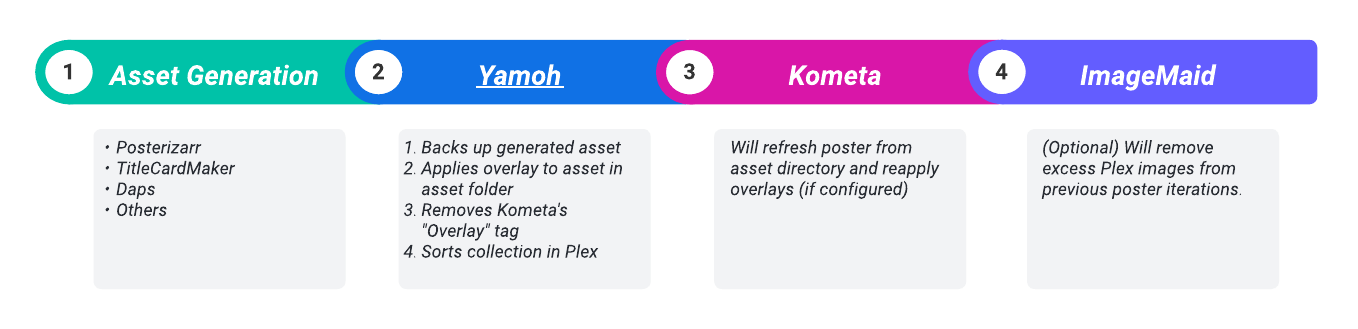 1 Asset Generation 2 Yamoh 3 Kometa 4 ImageMaid
• Posterizarr
• TitleCardMaker
• Daps
• Others
1. Backs up generated asset
2. Applies overlay to asset in
asset folder
3. Removes Kometa's
"Overlay" tag
4. Sorts collection in Plex
Will refresh poster from
asset directory and reapply
overlays (if configured)
(Optional) Will remove
excess Plex images from
previous poster iterations.